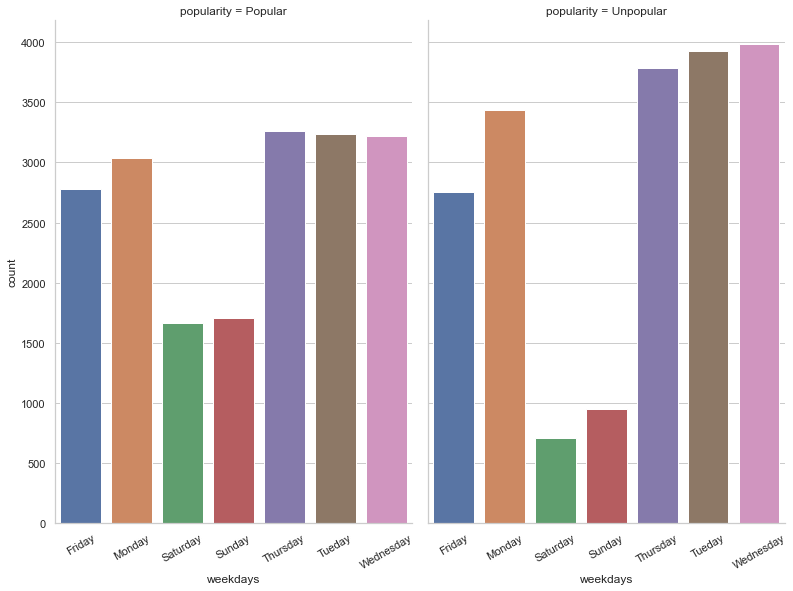 popularity = Popular
popularity = Unpopular
count
4000
3500
3000
2500
2000
1500
1000
500
0
Friday Monday Saturday Sunday Thursday Tueday Wednesday
weekdays
Friday Monday Saturday Sunday Thursday Tueday Wednesday
weekdays